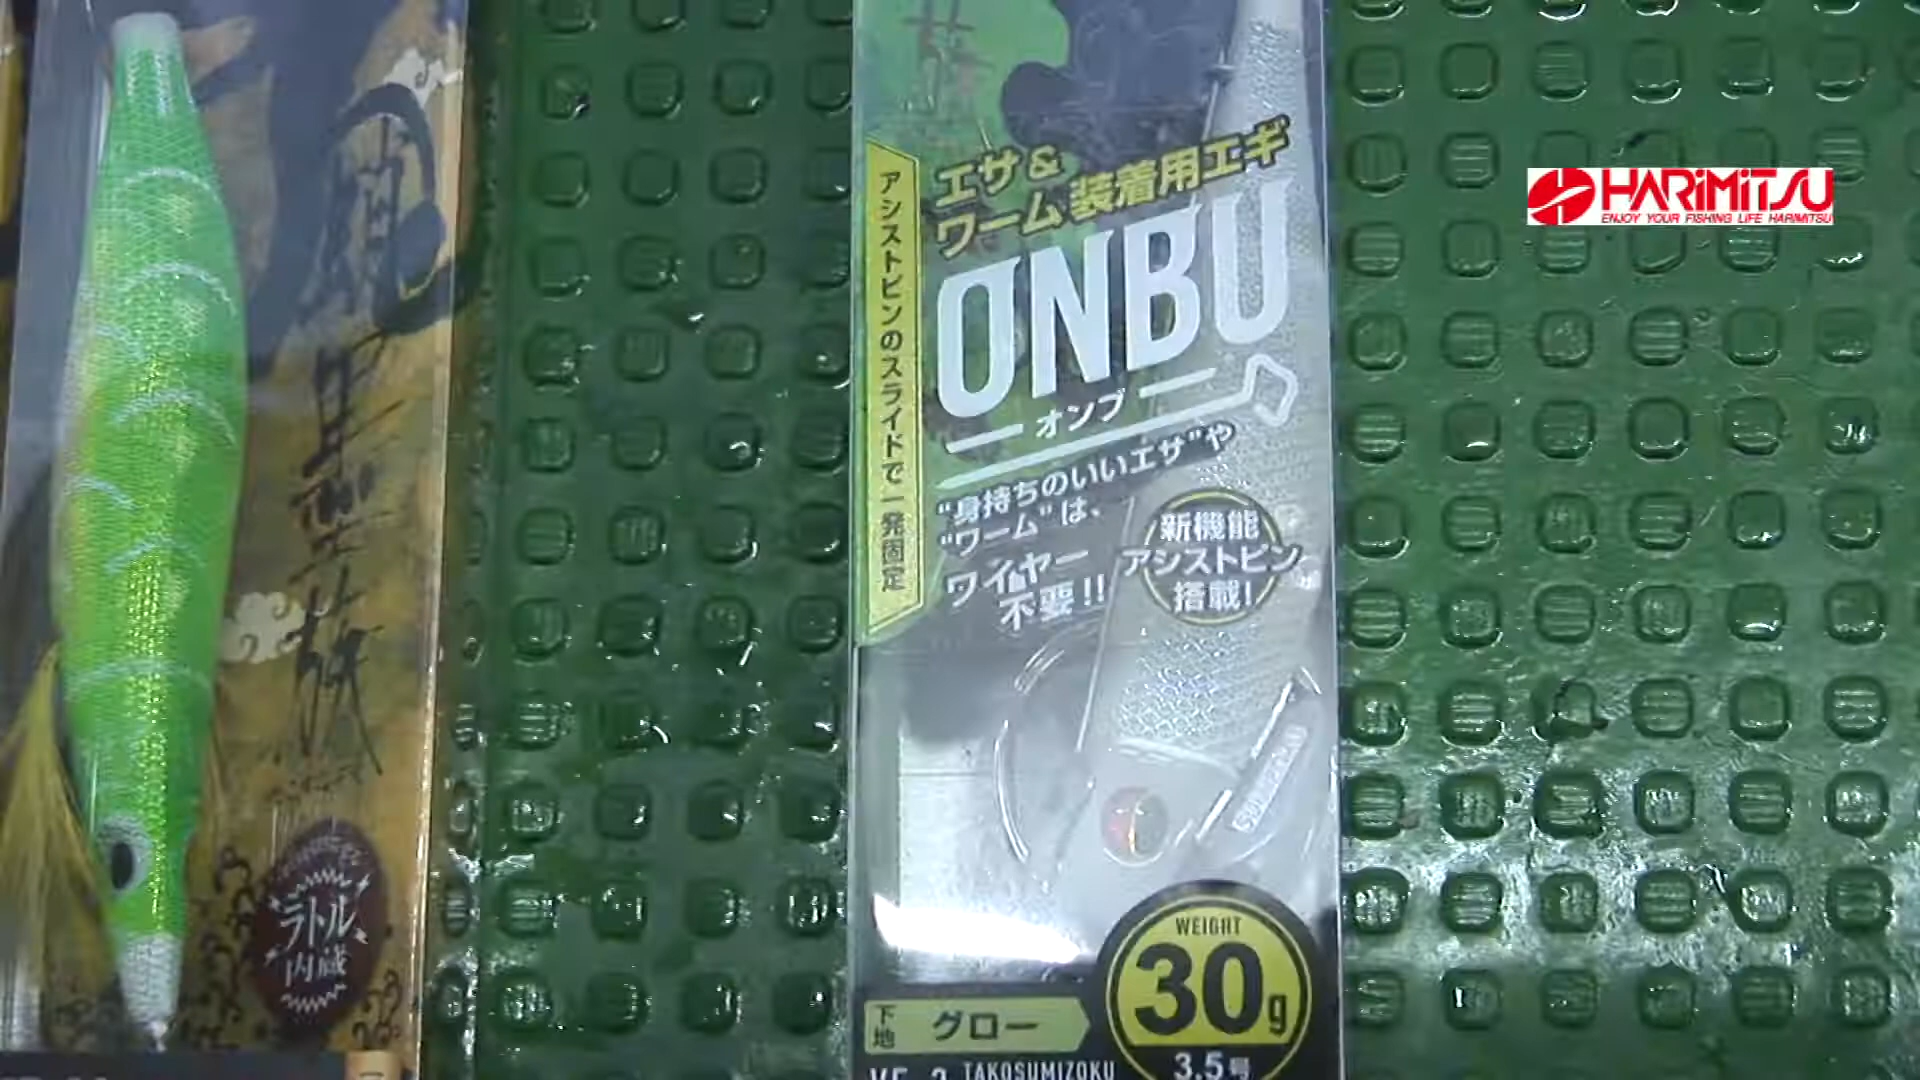 蛸墨族
ラトル
内蔵
アシストピンのスライドで一発固定
エサ&
ワーム装着用エギ
ONBU
オンブ
"身持ちのいいエサ"や
"ワーム"は、
ワイヤー
不要!!
新機能
アシストピン
搭載!
WEIGHT
30g
3.5号
下地
グロー
TAKOSUMIZOKU
HARIMITSU
ENJOY YOUR FISHING LIFE HARIMITSU